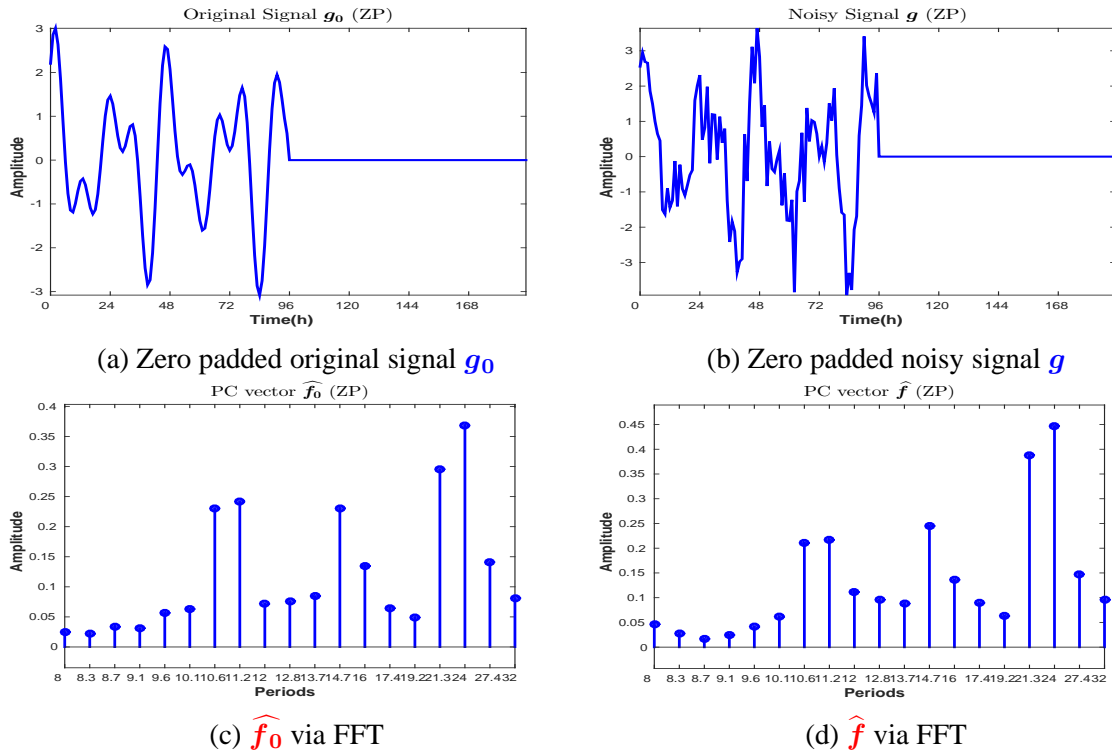 Original Signal g₀ (ZP)
3
2
1
0
-1
-2
-3
Amplitude
0 24 48 72 96 120 144 168
Time(h)
(a) Zero padded original signal g₀
Noisy Signal g (ZP)
3
2
1
0
-1
-2
-3
Amplitude
0 24 48 72 96 120 144 168
Time(h)
(b) Zero padded noisy signal g
PC vector f̂₀ (ZP)
0.4
0.35
0.3
0.25
0.2
0.15
0.1
0.05
0
Amplitude
8 8.3 8.7 9.1 9.6 10.1 10.6 11.2 12 12.8 13.7 14.7 16 17.4 19.2 21.3 24 27.4 32
Periods
(c) f̂₀ via FFT
PC vector f̂ (ZP)
0.45
0.4
0.35
0.3
0.25
0.2
0.15
0.1
0.05
0
Amplitude
8 8.3 8.7 9.1 9.6 10.1 10.6 11.2 12 12.8 13.7 14.7 16 17.4 19.2 21.3 24 27.4 32
Periods
(d) f̂ via FFT